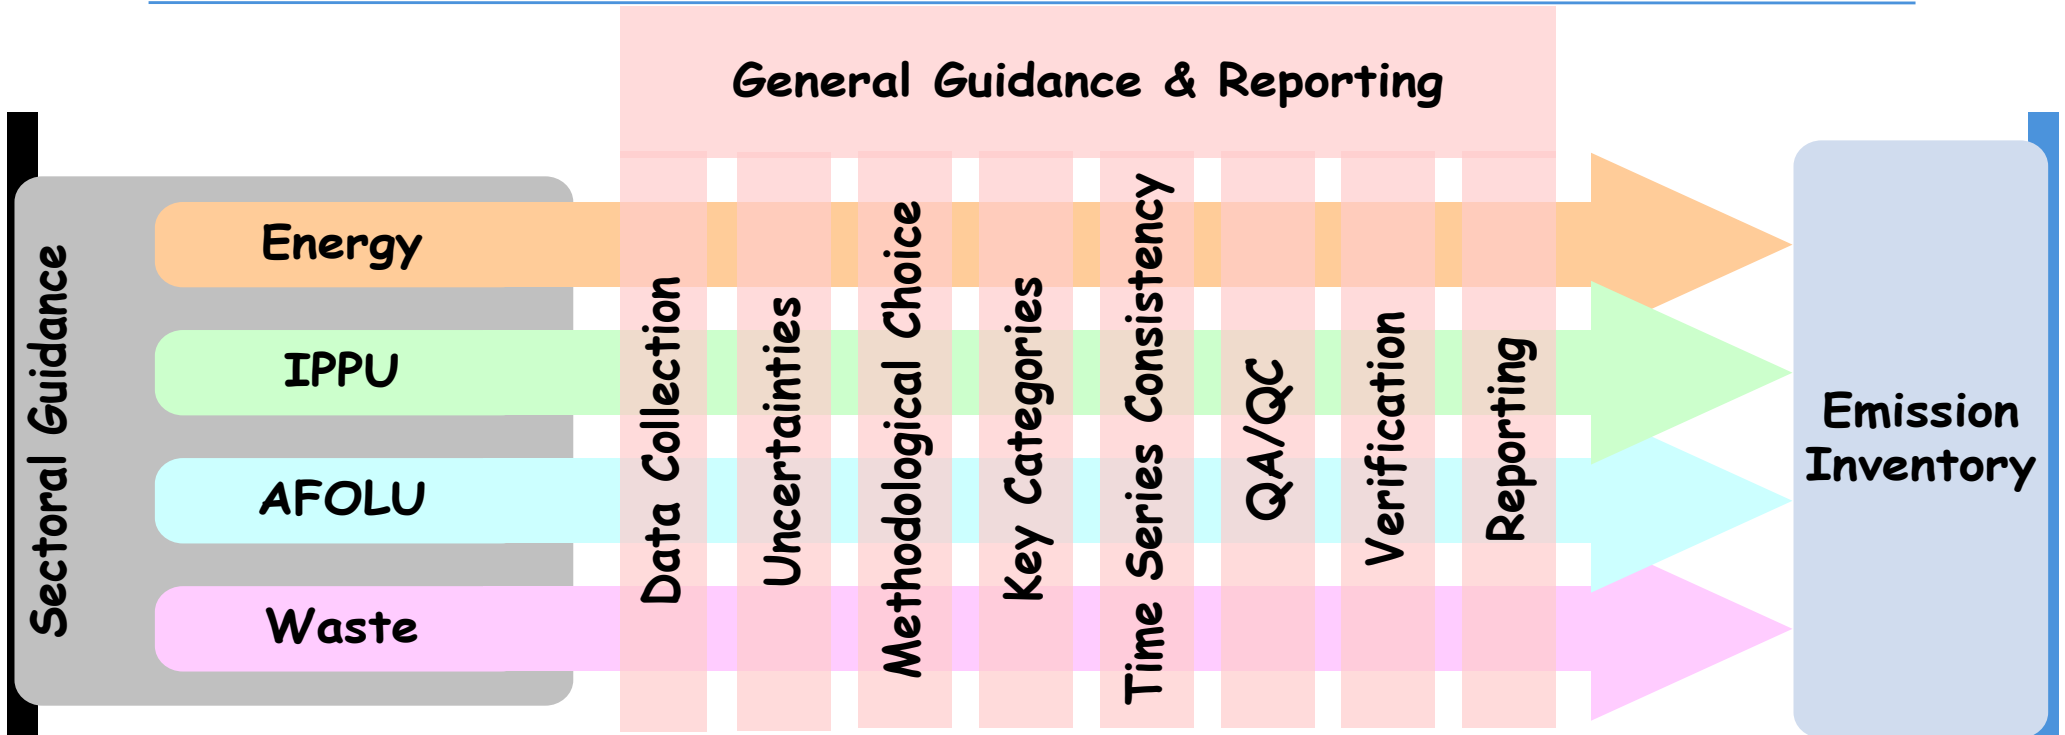 General Guidance & Reporting
Sectoral Guidance
Energy
IPPU
AFOLU
Waste
Data Collection
Uncertainties
Methodological Choice
Key Categories
Time Series Consistency
QA/QC
Verification
Reporting
Emission
Inventory